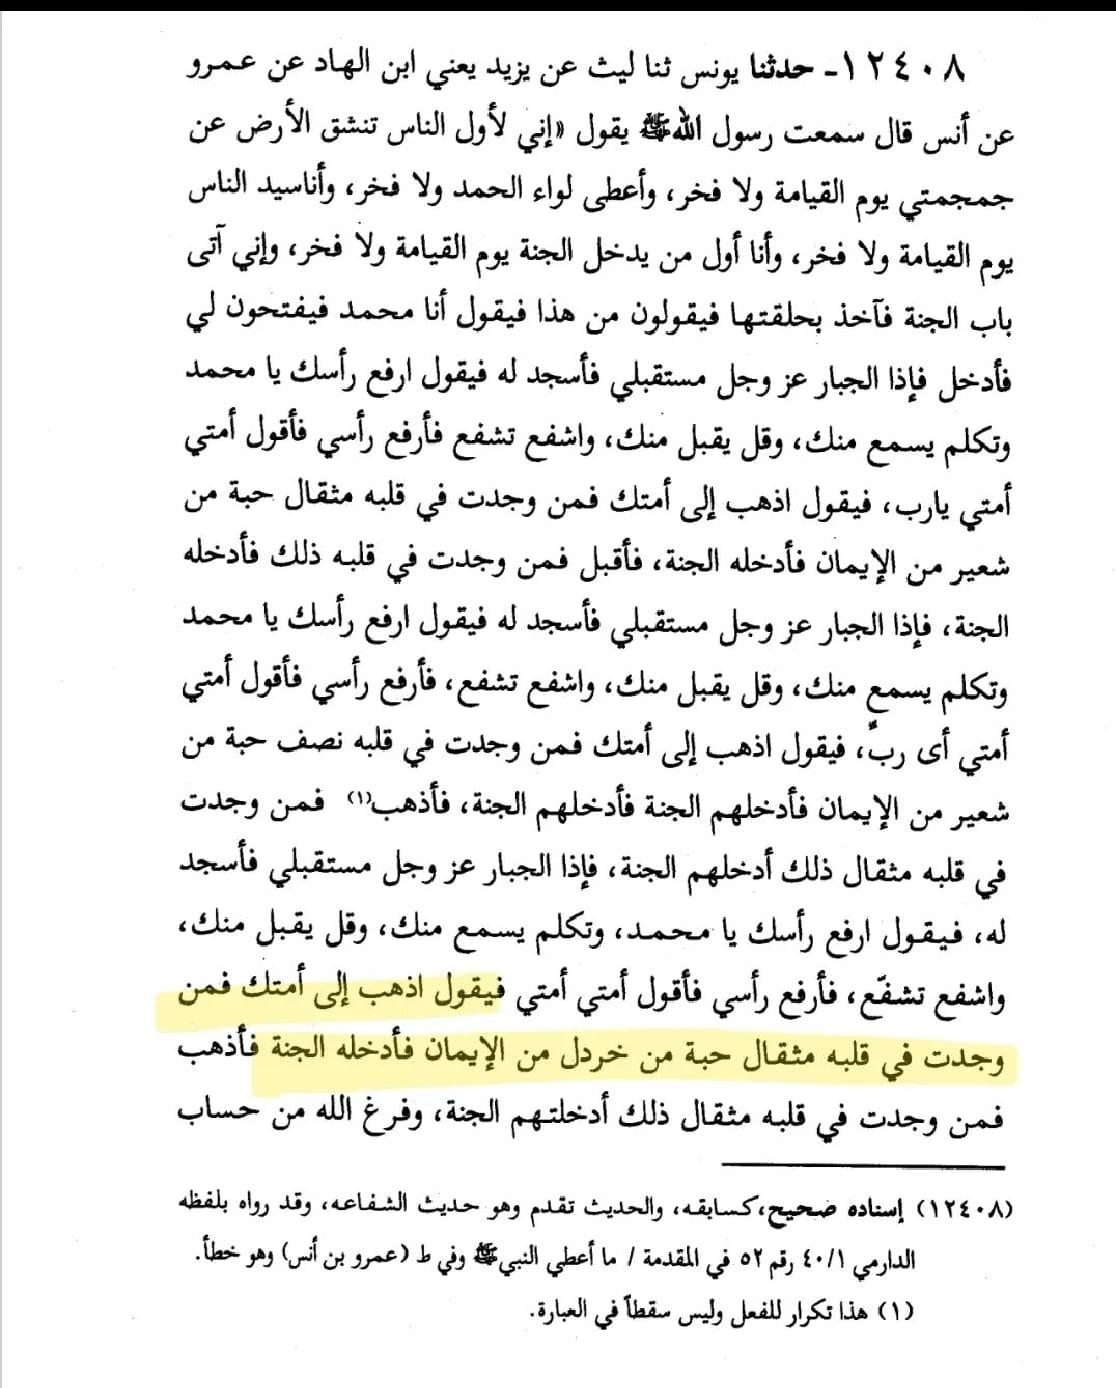 ١٢٤٠٨- حدثنا يونس ثنا ليث عن يزيد يعني ابن الهاد عن عمرو
عن أنس قال سمعت رسول الله ﷺ يقول «إني لأول الناس تنشق الأرض عن
جمجمتي يوم القيامة ولا فخر، وأعطى لواء الحمد ولا فخر، وأناسيد الناس
يوم القيامة ولا فخر، وأنا أول من يدخل الجنة يوم القيامة ولا فخر، وإني آتى
باب الجنة فآخذ بحلقتها فيقولون من هذا فيقول أنا محمد فيفتحون لي
فأدخل فإذا الجبار عز وجل مستقبلي فأسجد له فيقول ارفع رأسك يا محمد
وتكلم يسمع منك، وقل يقبل منك، واشفع تشفع فأرفع رأسي فأقول أمتي
أمتي يارب، فيقول اذهب إلى أمتك فمن وجدت في قلبه مثقال حبة من
شعير من الإيمان فأدخله الجنة، فأقبل فمن وجدت في قلبه ذلك فأدخله
الجنة، فإذا الجبار عز وجل مستقبلي فأسجد له فيقول ارفع رأسك يا محمد
وتكلم يسمع منك، وقل يقبل منك، واشفع تشفع، فأرفع رأسي فأقول أمتي
أمتي أى ربِّ، فيقول اذهب إلى أمتك فمن وجدت في قلبه نصف حبة من
شعير من الإيمان فأدخلهم الجنة فأدخلهم الجنة، فأذهب(١) فمن وجدت
في قلبه مثقال ذلك أدخلهم الجنة، فإذا الجبار عز وجل مستقبلي فأسجد
له، فيقول ارفع رأسك يا محمد، وتكلم يسمع منك، وقل يقبل منك،
واشفع تشفّع، فأرفع رأسي فأقول أمتي أمتي فيقول اذهب إلى أمتك فمن
وجدت في قلبه مثقال حبة من خردل من الإيمان فأدخله الجنة فأذهب
فمن وجدت في قلبه مثقال ذلك أدخلتهم الجنة، وفرغ الله من حساب
(١٢٤٠٨) إسناده صحيح، كسابقه، والحديث تقدم وهو حديث الشفاعه، وقد رواه بلفظه
الدارمي ٤٠/١ رقم ٥٢ في المقدمة / ما أعطي النبي ﷺ وفي ط (عمرو بن أنس) وهو خطأ.
(١) هذا تكرار للفعل وليس سقطاً في العبارة.